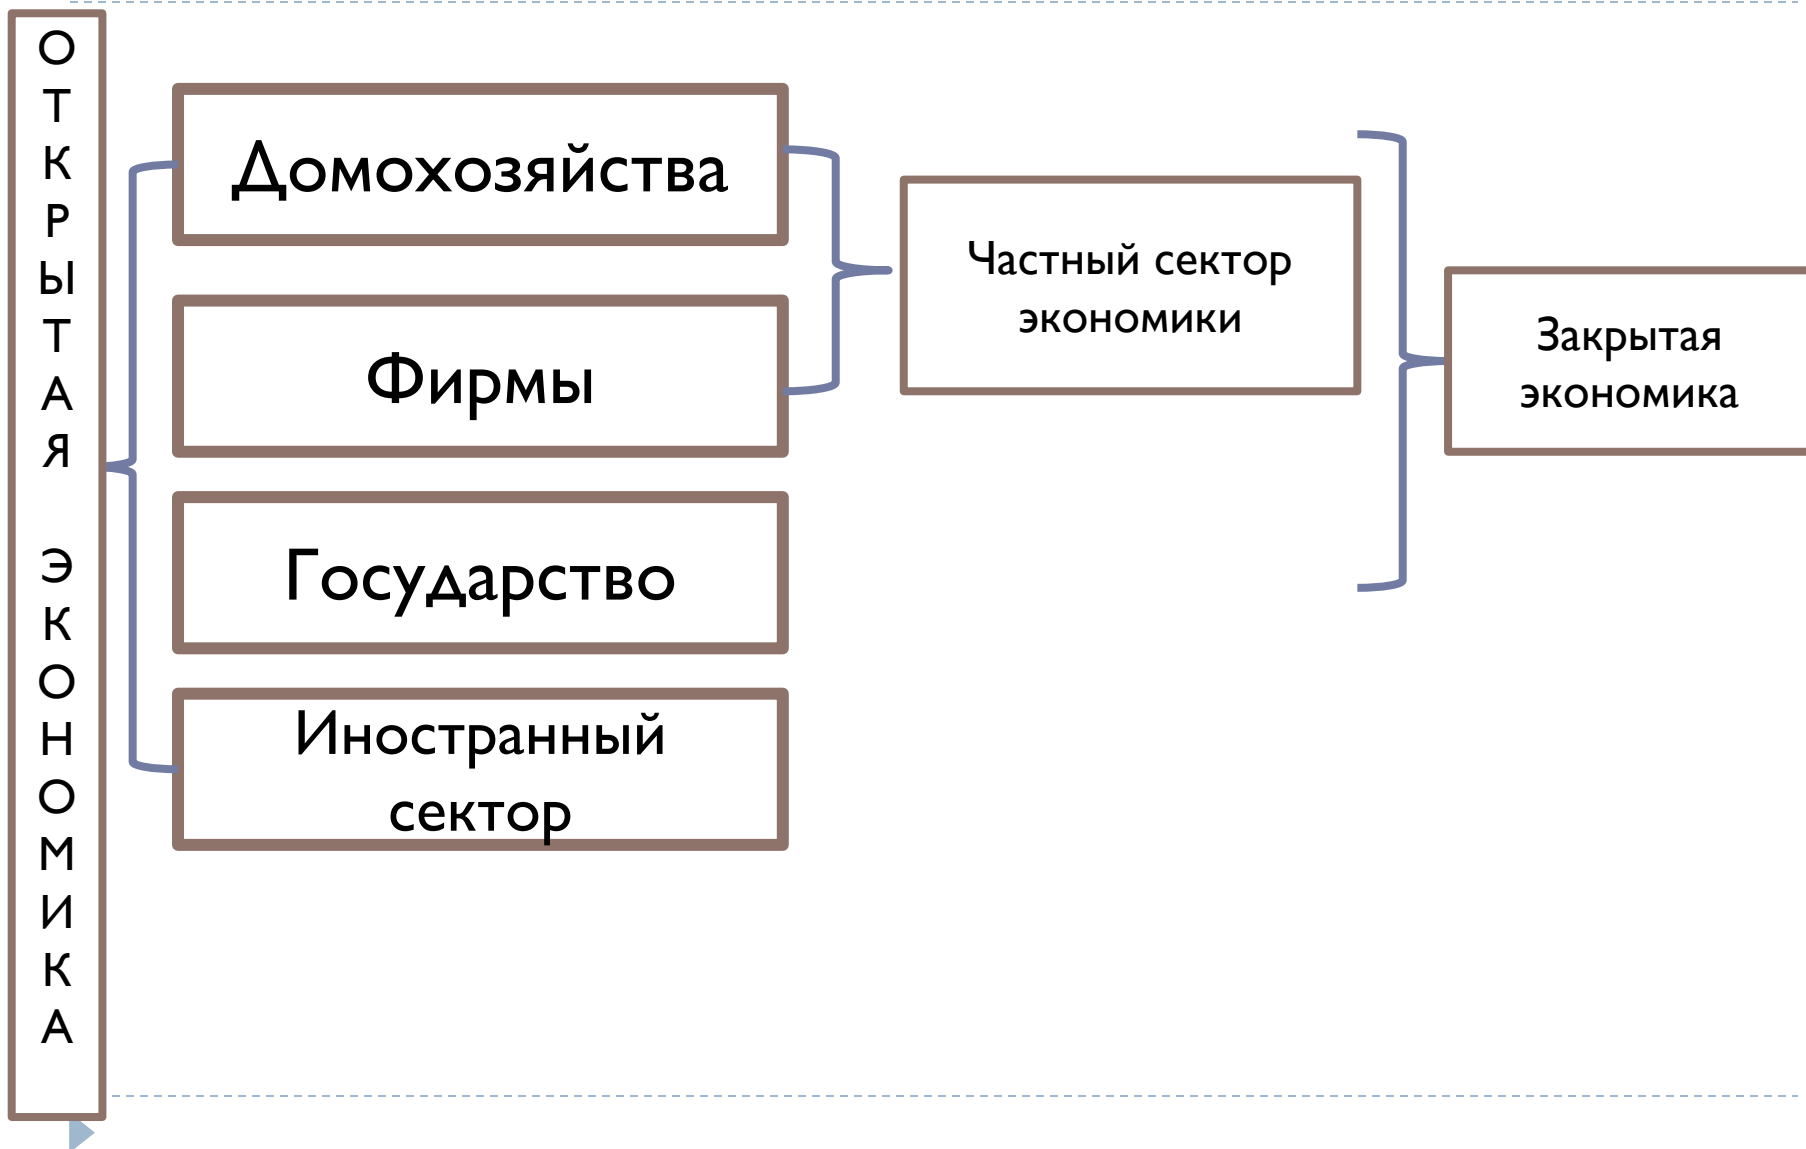 ОТКРЫТАЯ ЭКОНОМИКА
Домохозяйства
Фирмы
Государство
Иностранный
сектор
Частный сектор
экономики
Закрытая
экономика